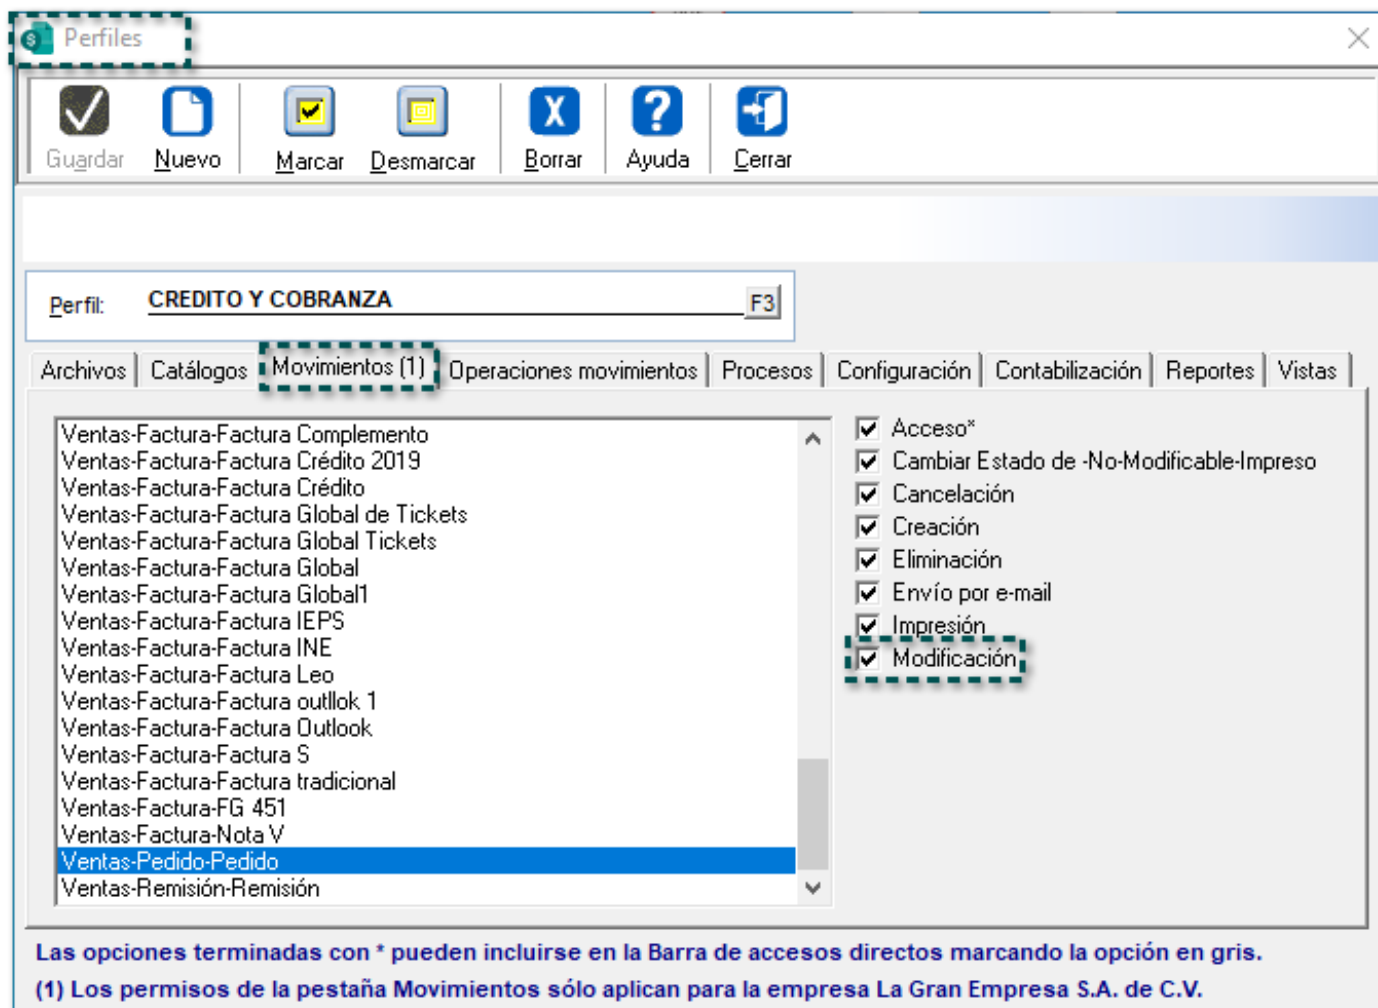 Perfiles
Guardar Nuevo Marcar Desmarcar Borrar Ayuda Cerrar
Perfil: CREDITO Y COBRANZA F3
Archivos Catálogos Movimientos (1) Operaciones movimientos Procesos Configuración Contabilización Reportes Vistas
Ventas-Factura-Factura Complemento
Ventas-Factura-Factura Crédito 2019
Ventas-Factura-Factura Crédito
Ventas-Factura-Factura Global de Tickets
Ventas-Factura-Factura Global Tickets
Ventas-Factura-Factura Global
Ventas-Factura-Factura Global1
Ventas-Factura-Factura IEPS
Ventas-Factura-Factura INE
Ventas-Factura-Factura Leo
Ventas-Factura-Factura outllok 1
Ventas-Factura-Factura Outlook
Ventas-Factura-Factura S
Ventas-Factura-Factura tradicional
Ventas-Factura-FG 451
Ventas-Factura-Nota V
Ventas-Pedido-Pedido
Ventas-Remisión-Remisión
Acceso*
Cambiar Estado de -No-Modificable-Impreso
Cancelación
Creación
Eliminación
Envío por e-mail
Impresión
Modificación
Las opciones terminadas con * pueden incluirse en la Barra de accesos directos marcando la opción en gris.
(1) Los permisos de la pestaña Movimientos sólo aplican para la empresa La Gran Empresa S.A. de C.V.